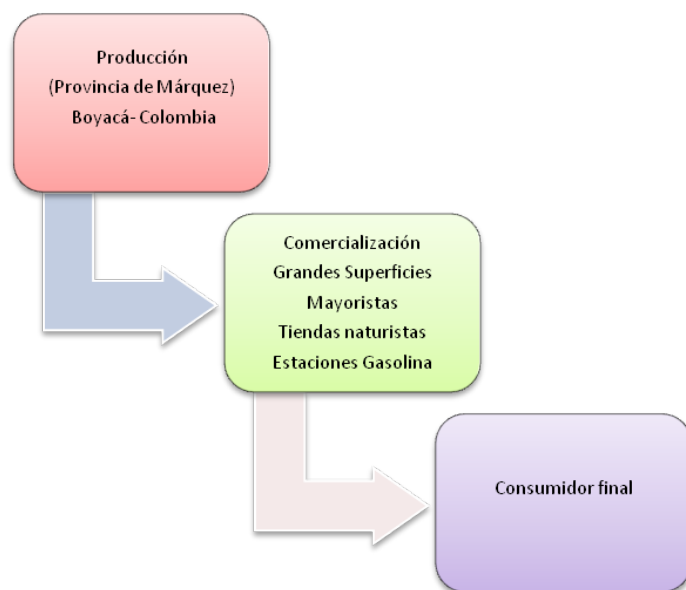 Producción
(Provincia de Márquez)
Boyacá- Colombia
Comercialización
Grandes Superficies
Mayoristas
Tiendas naturistas
Estaciones Gasolina
Consumidor final